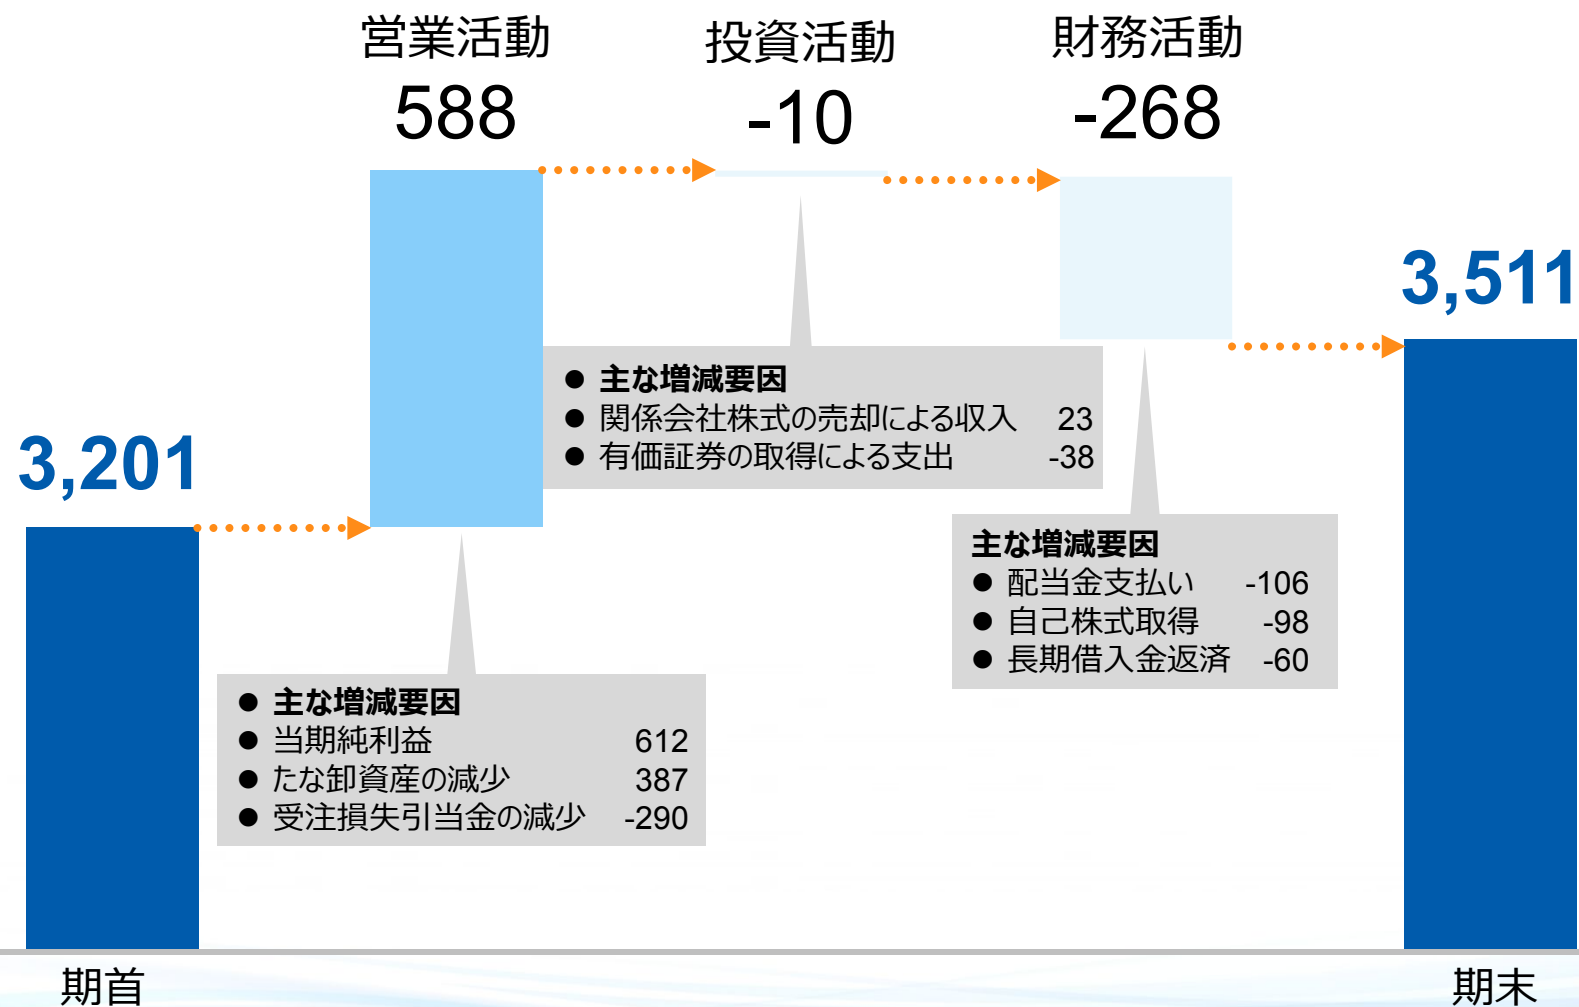 営業活動
588
投資活動
-10
財務活動
-268
3,201
3,511
● 主な増減要因
● 関係会社株式の売却による収入 23
● 有価証券の取得による支出 -38
主な増減要因
● 配当金支払い -106
● 自己株式取得 -98
● 長期借入金返済 -60
● 主な増減要因
● 当期純利益 612
● たな卸資産の減少 387
● 受注損失引当金の減少 -290
期首
期末